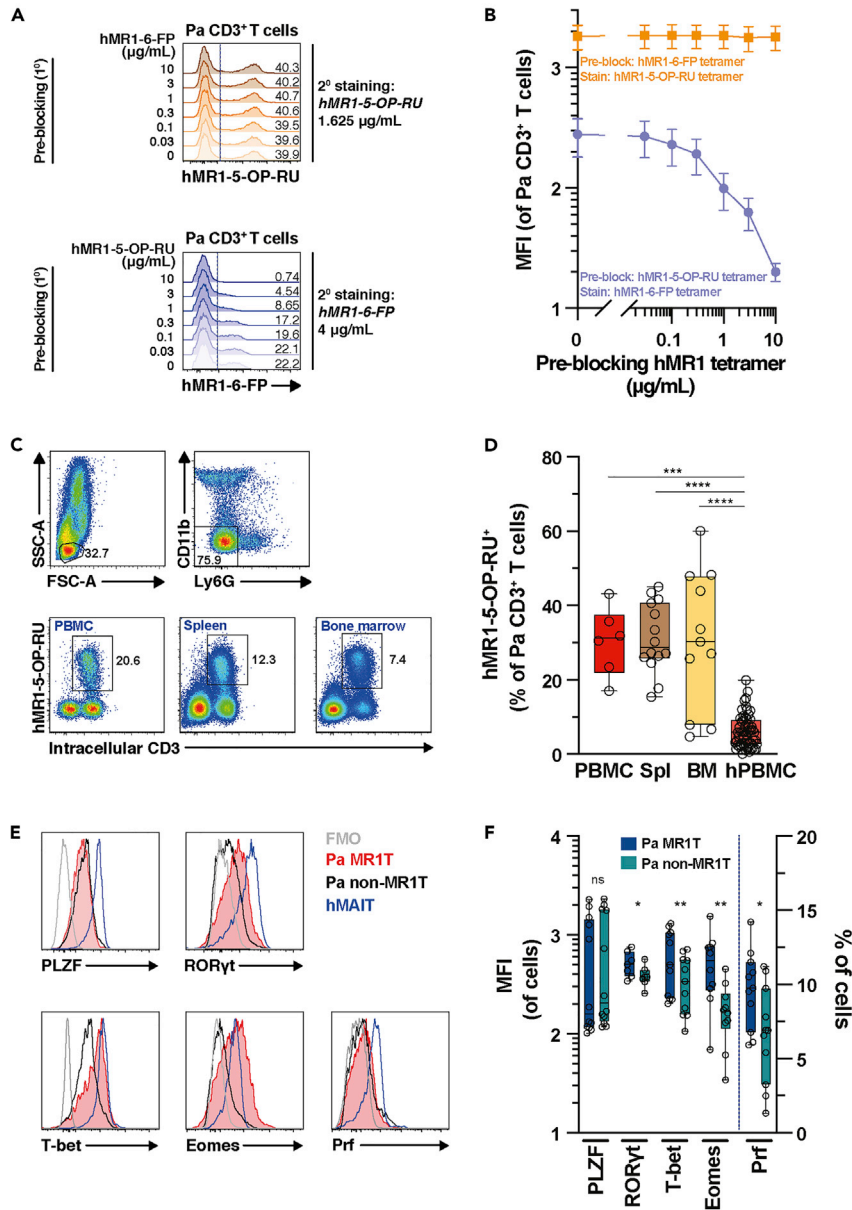 A
hMR1-6-FP
(µg/mL)
Pa CD3⁺ T cells
Pre-blocking (1⁰)
10
3
1
0.3
0.1
0.03
0
40.3
40.2
40.7
40.6
39.5
39.6
39.9
2⁰ staining:
hMR1-5-OP-RU
1.625 µg/mL
hMR1-5-OP-RU
hMR1-5-OP-RU
(µg/mL)
Pa CD3⁺ T cells
Pre-blocking (1⁰)
10
3
1
0.3
0.1
0.03
0
0.74
4.54
8.65
17.2
19.6
22.1
22.2
2⁰ staining:
hMR1-6-FP
4 µg/mL
hMR1-6-FP
B
MFI (of Pa CD3⁺ T cells)
3
2
1
Pre-block: hMR1-6-FP tetramer
Stain: hMR1-5-OP-RU tetramer
Pre-block: hMR1-5-OP-RU tetramer
Stain: hMR1-6-FP tetramer
0 0.1 1 10
Pre-blocking hMR1 tetramer
(µg/mL)
C
SSC-A
32.7
FSC-A
CD11b
75.9
Ly6G
hMR1-5-OP-RU
PBMC
20.6
Spleen
12.3
Bone marrow
7.4
Intracellular CD3
D
hMR1-5-OP-RU⁺
(% of Pa CD3⁺ T cells)
80
60
40
20
0
***
****
****
PBMC Spl BM hPBMC
E
FMO
Pa MR1T
Pa non-MR1T
hMAIT
PLZF
RORγt
T-bet
Eomes
Prf
F
MFI
(of cells)
4
3
2
1
Pa MR1T
Pa non-MR1T
ns
*
**
**
*
20
15
10
5
0
% of cells
PLZF
RORγt
T-bet
Eomes
Prf